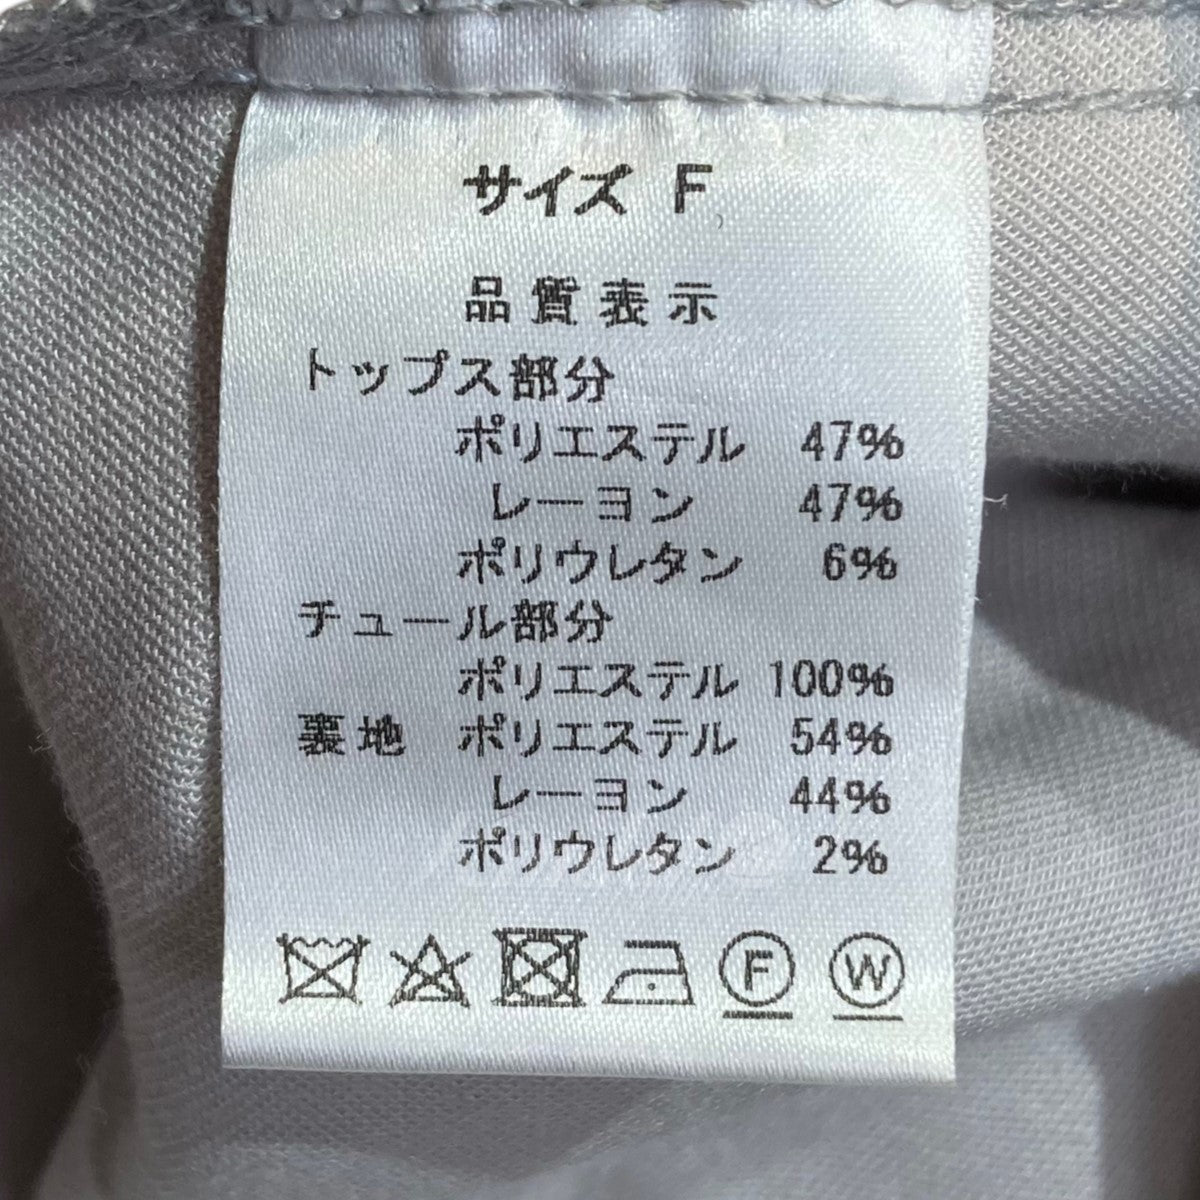 サイズ F
品質表示
トップス部分
ポリエステル 47%
レーヨン 47%
ポリウレタン 6%
チュール部分
ポリエステル 100%
裏地 ポリエステル 54%
レーヨン 44%
ポリウレタン 2%
F W